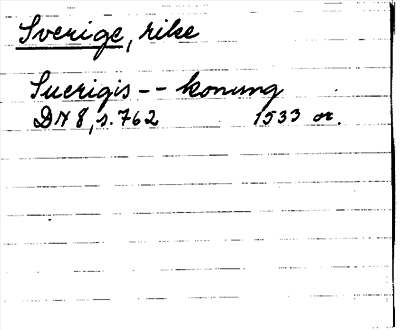 Sverige, rike
Suerigis -- konung
DN 8, s. 762 1533 or.